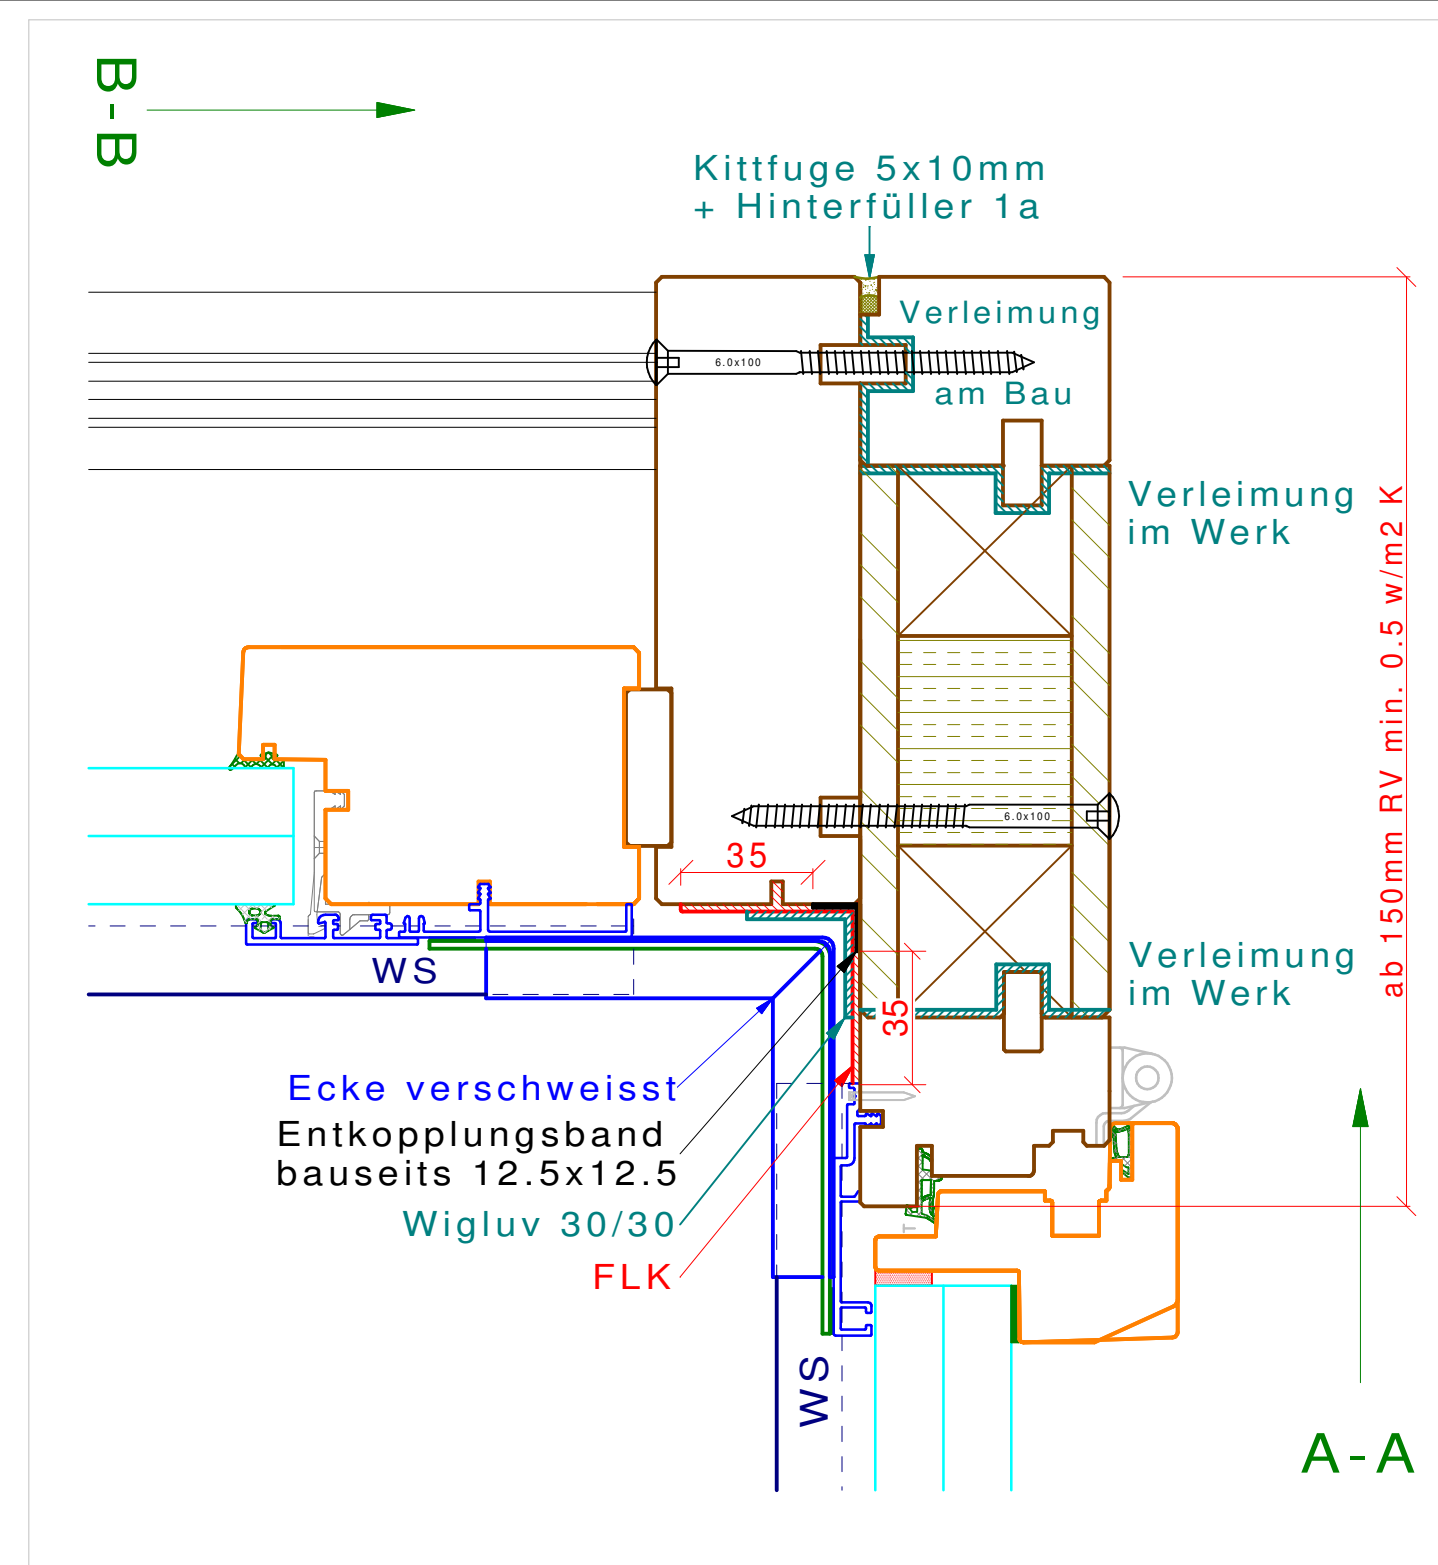 B-B
Kittfuge 5x10mm
+ Hinterfüller 1a
Verleimung
6.0x100
am Bau
Verleimung
im Werk
ab 150mm RV min. 0.5 w/m2 K
6.0x100
35
WS
Verleimung
im Werk
35
Ecke verschweisst
Entkopplungsband
bauseits 12.5x12.5
Wigluv 30/30
FLK
WS
A-A